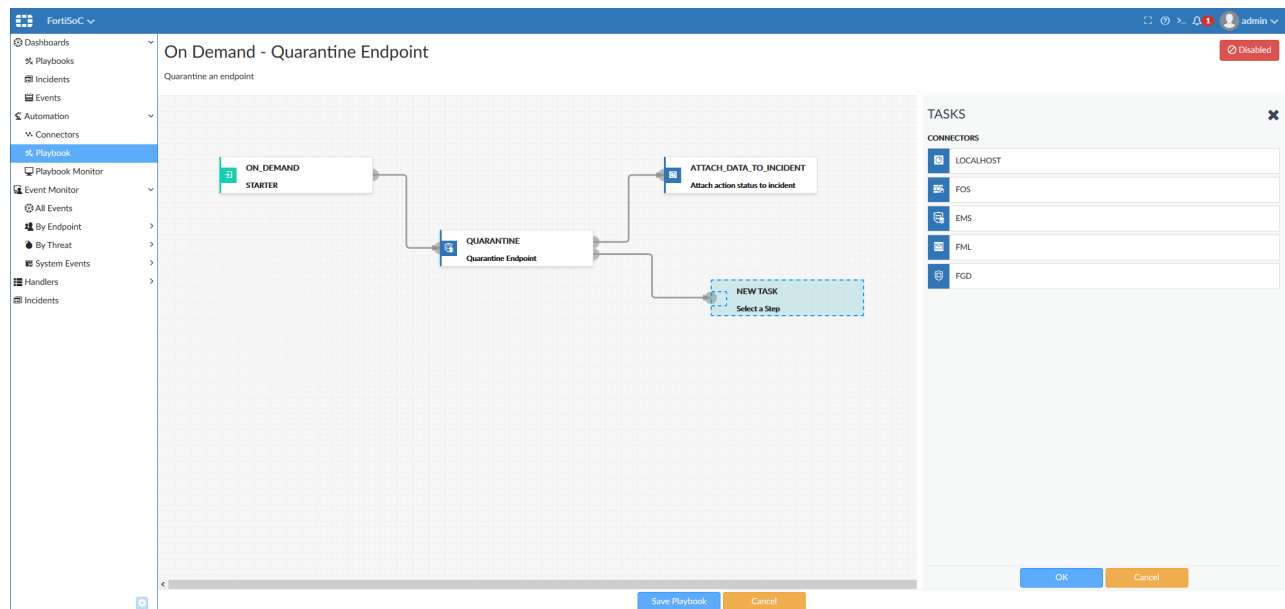 FortiSoC
1
admin
Dashboards
Playbooks
Incidents
Events
Automation
Connectors
Playbook
Playbook Monitor
Event Monitor
All Events
By Endpoint
By Threat
System Events
Handlers
Incidents
On Demand - Quarantine Endpoint
Disabled
Quarantine an endpoint
ON_DEMAND
STARTER
ATTACH_DATA_TO_INCIDENT
Attach action status to incident
QUARANTINE
Quarantine Endpoint
NEW TASK
Select a Step
TASKS
CONNECTORS
LOCALHOST
FOS
EMS
FML
FGD
OK
Cancel
Save Playbook
Cancel